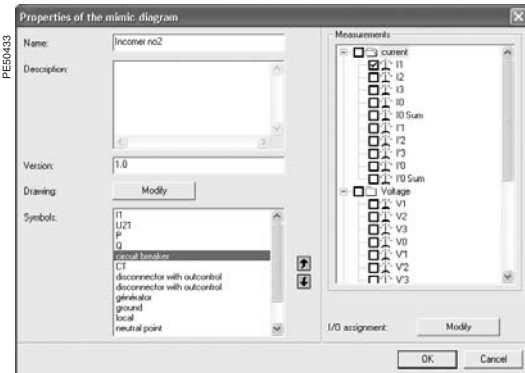 PE50433
Properties of the mimic diagram
Name:
Incomer no2
Description:
Version:
1.0
Drawing:
Modify
Symbols:
I1
U21
P
Q
circuit breaker
CT
disconnector with outcontrol
disconnector with outcontrol
générator
ground
local
neutral point
Measurements
current
I1
I2
I3
I0
I0 Sum
I'1
I'2
I'3
I'0
I'0 Sum
Voltage
V1
V2
V3
V0
V'1
V'2
V'3
I/O assignment:
Modify
OK
Cancel